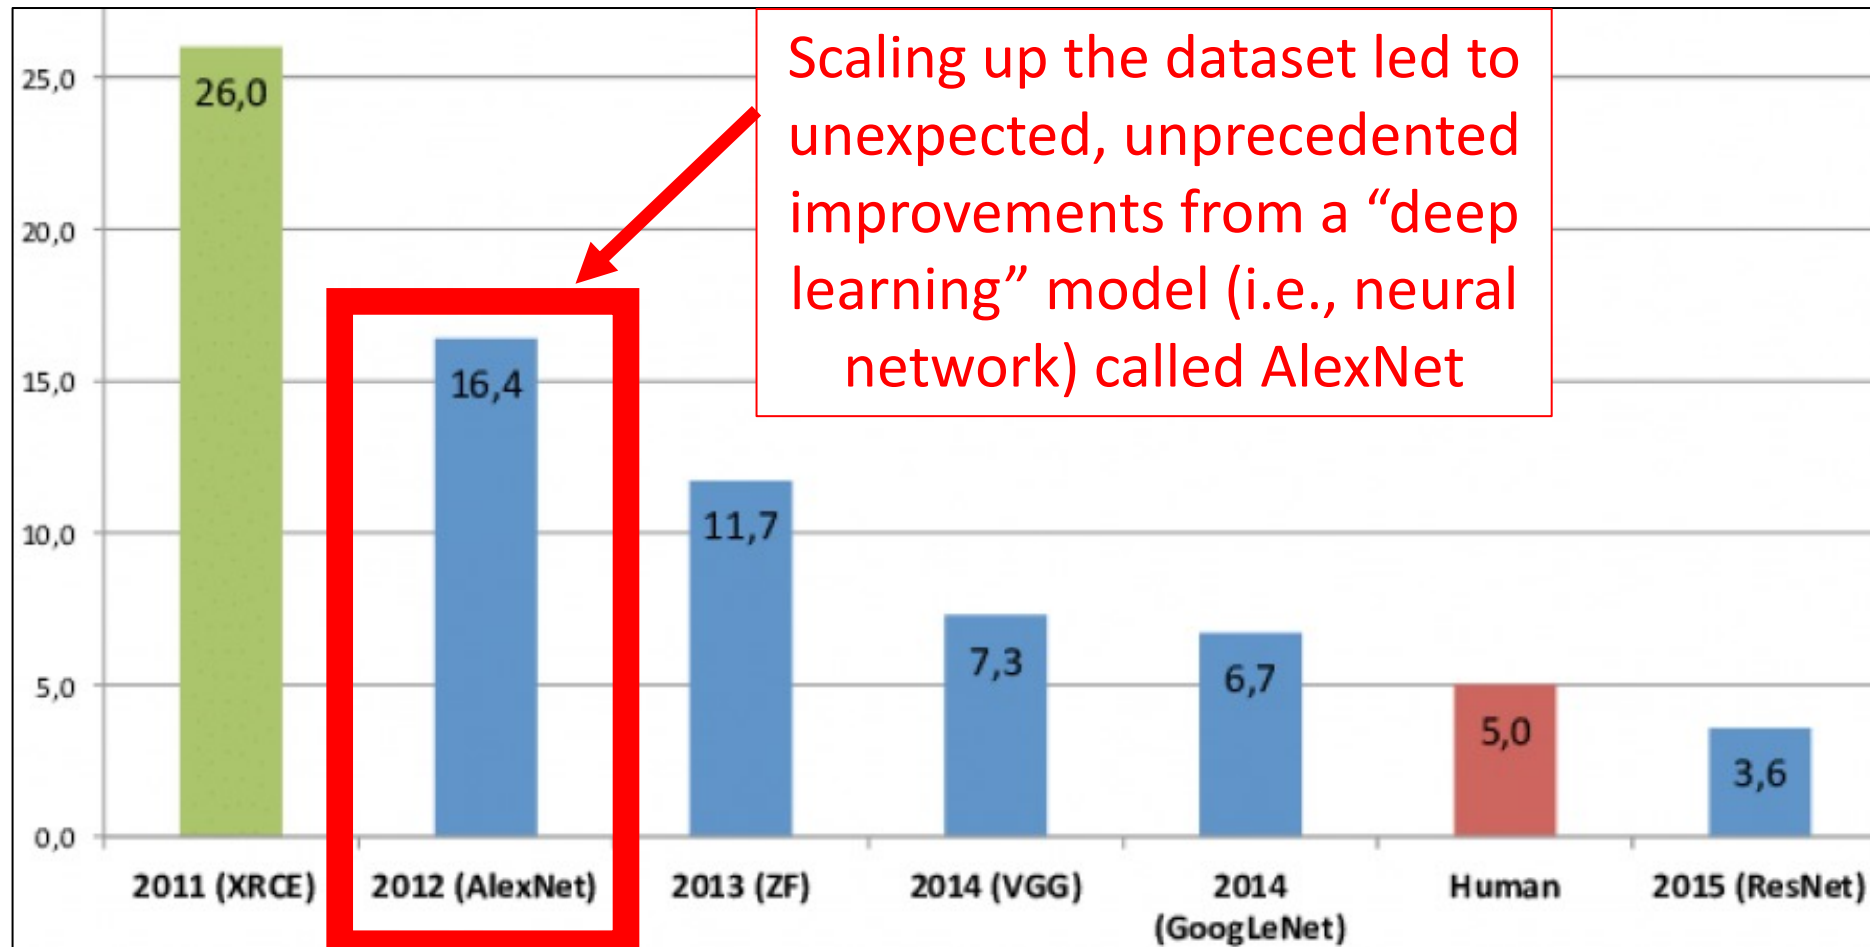 Scaling up the dataset led to
unexpected, unprecedented
improvements from a “deep
learning” model (i.e., neural
network) called AlexNet
25,0
20,0
15,0
10,0
5,0
0,0
26,0
16,4
11,7
7,3
6,7
5,0
3,6
2011 (XRCE)
2012 (AlexNet)
2013 (ZF)
2014 (VGG)
2014
(GoogLeNet)
Human
2015 (ResNet)